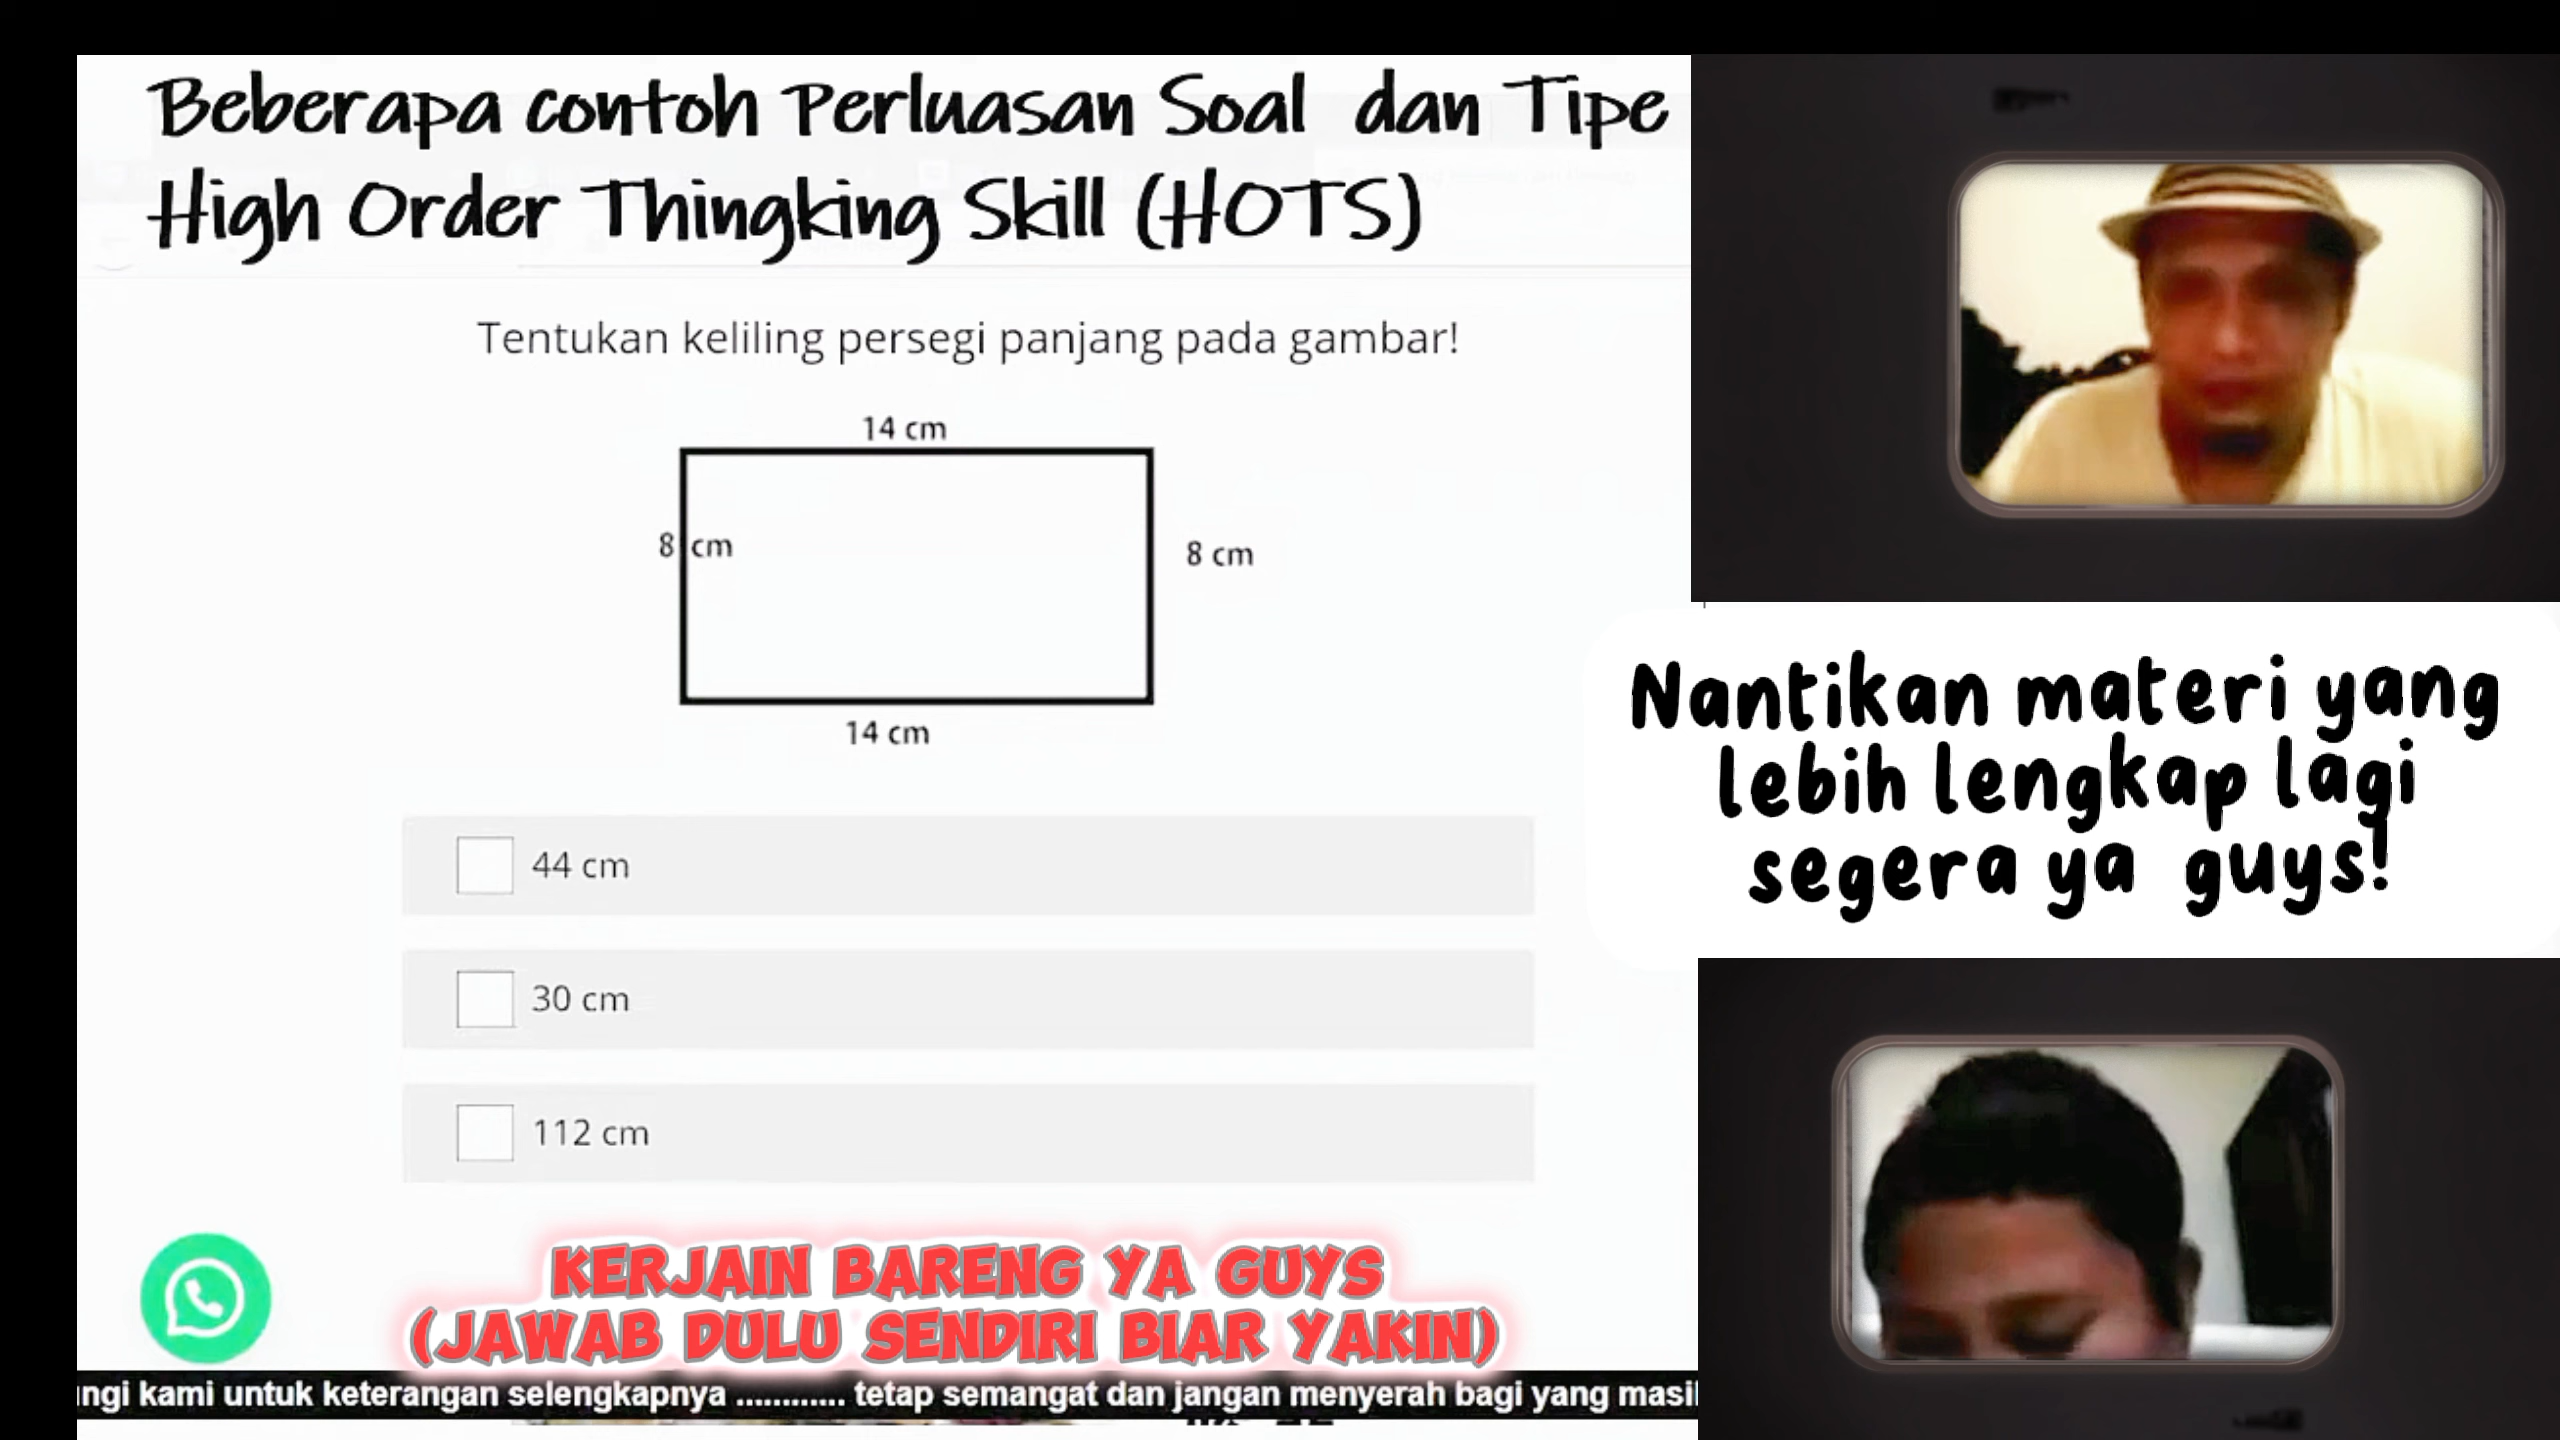 Beberapa contoh Perluasan Soal dan Tipe
High Order Thingking Skill (HOTS)
Tentukan keliling persegi panjang pada gambar!
14 cm
8 cm
8 cm
14 cm
44 cm
30 cm
112 cm
KERJAIN BARENG YA GUYS
(JAWAB DULU SENDIRI BIAR YAKIN)
kami untuk keterangan selengkapnya ............ tetap semangat dan jangan menyerah bagi yang
Nantikan materi yang
lebih lengkap lagi
segera ya guys!